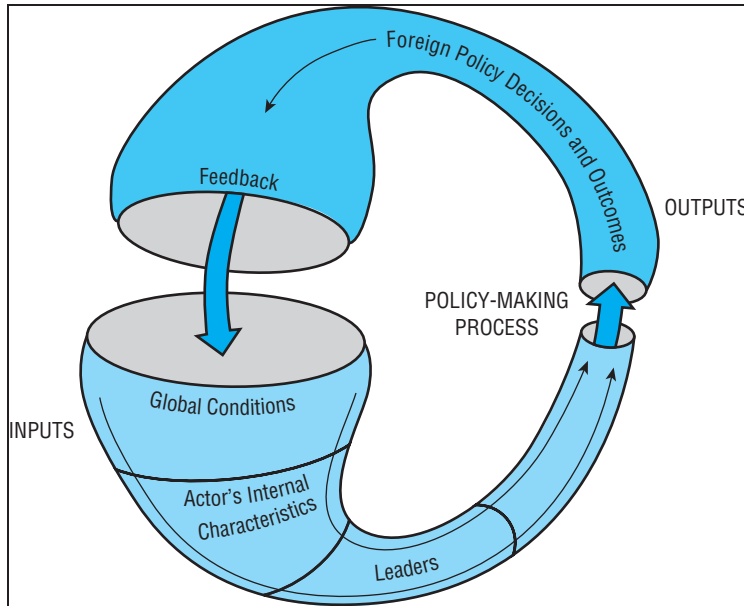 Foreign Policy Decisions and Outcomes
Feedback
OUTPUTS
POLICY-MAKING
PROCESS
Global Conditions
INPUTS
Actor's Internal
Characteristics
Leaders